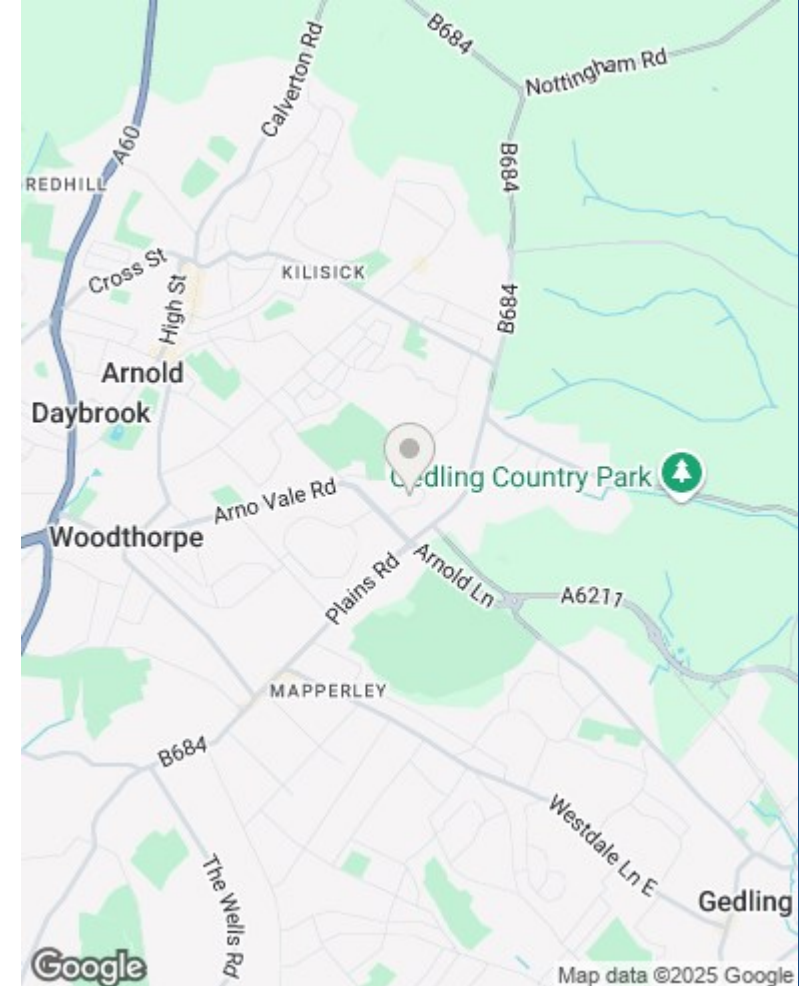 B684
Nottingham Rd
Calverton Rd
A60
B684
REDHILL
Cross St
KILISICK
High St
B684
Arnold
Daybrook
Gedling Country Park
Arno Vale Rd
Woodthorpe
Plains Rd
Arnold Ln
A6211
MAPPERLEY
B684
Westdale Ln E
The Wells Rd
Gedling
Google
Map data ©2025 Google